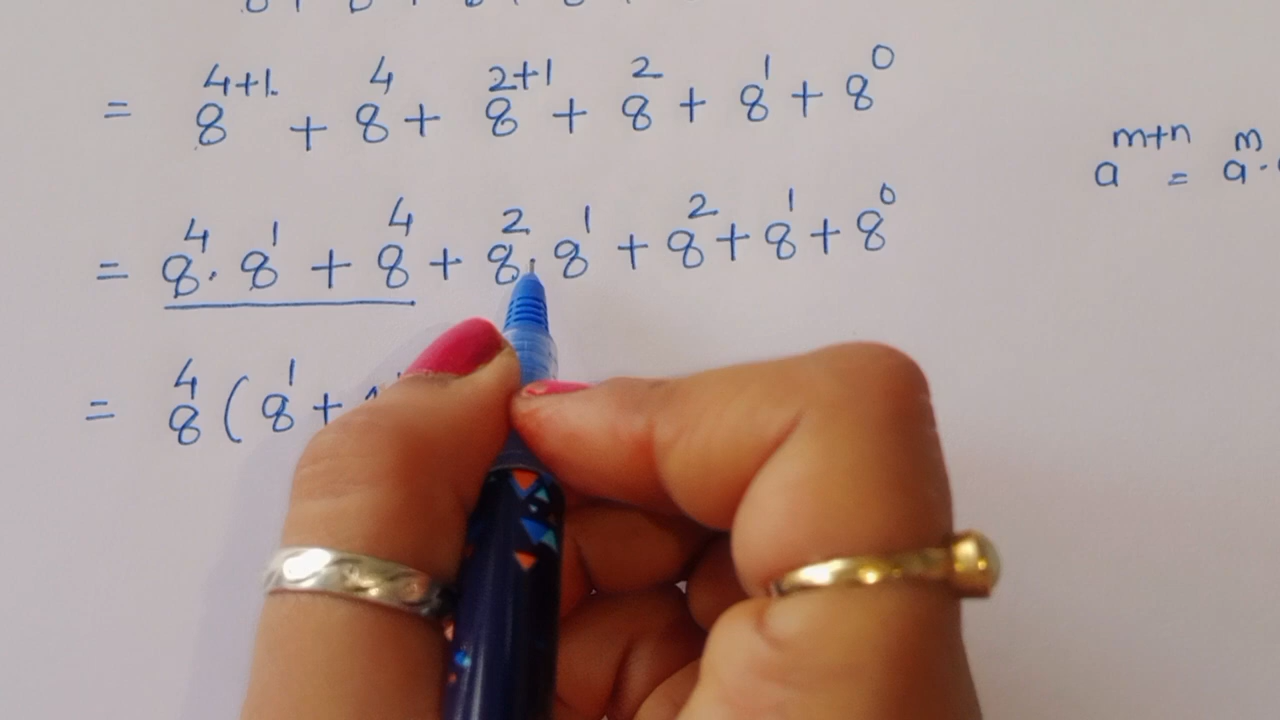 = 8^{4+1} + 8^4 + 8^{2+1} + 8^2 + 8^1 + 8^0
a^{m+n} = a^m ·
= 8^4 · 8^1 + 8^4 + 8^2 · 8^1 + 8^2 + 8^1 + 8^0
= 8^4 ( 8^1 +